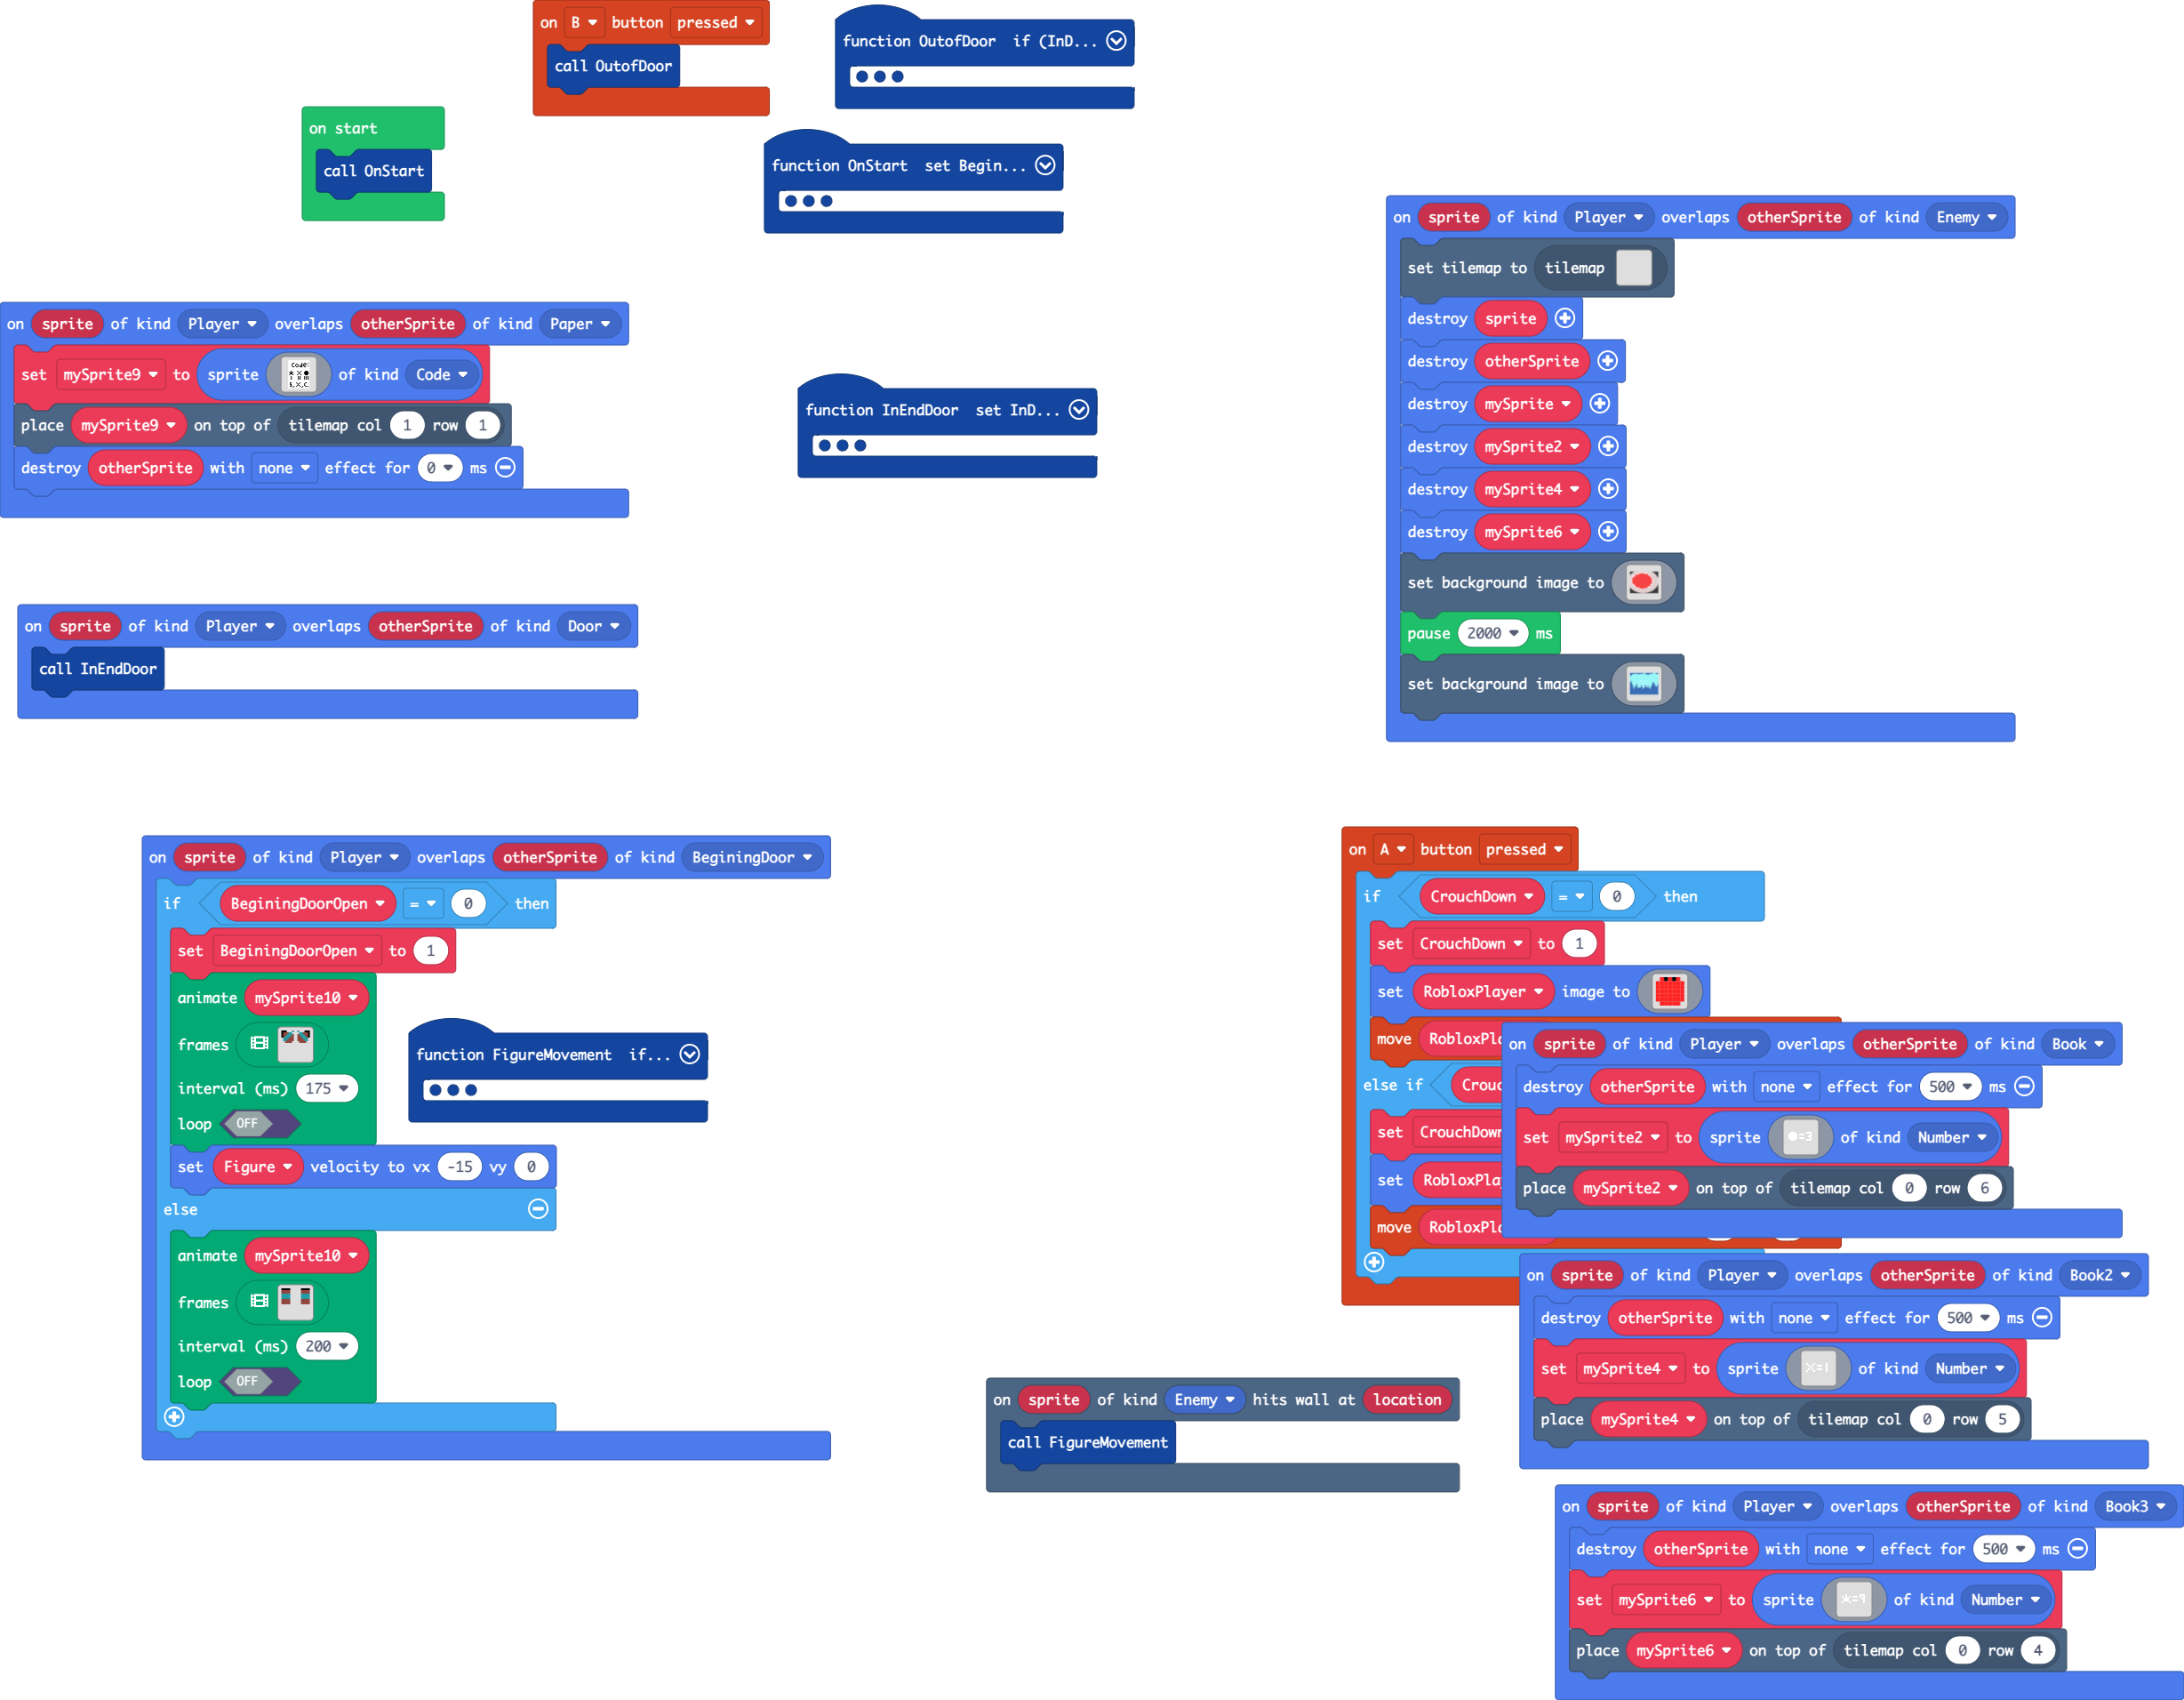 on B button pressed
call OutofDoor
function OutofDoor if (InD...
on start
call OnStart
function OnStart set Begin...
on sprite of kind Player overlaps otherSprite of kind Enemy
set tilemap to tilemap
destroy sprite
destroy otherSprite
destroy mySprite
destroy mySprite2
destroy mySprite4
destroy mySprite6
set background image to
pause 2000 ms
set background image to
on sprite of kind Player overlaps otherSprite of kind Paper
set mySprite9 to sprite of kind Code
place mySprite9 on top of tilemap col 1 row 1
destroy otherSprite with none effect for 0 ms
function InEndDoor set InD...
on sprite of kind Player overlaps otherSprite of kind Door
call InEndDoor
on sprite of kind Player overlaps otherSprite of kind BeginingDoor
if BeginingDoorOpen = 0 then
set BeginingDoorOpen to 1
animate mySprite10
frames
interval (ms) 175
loop OFF
set Figure velocity to vx -15 vy 0
else
animate mySprite10
frames
interval (ms) 200
loop OFF
function FigureMovement if...
on A button pressed
if CrouchDown = 0 then
set CrouchDown to 1
set RobloxPlayer image to
move RobloxPl
else if Crouc
set CrouchDown
set RobloxPla
move RobloxPl
on sprite of kind Player overlaps otherSprite of kind Book
destroy otherSprite with none effect for 500 ms
set mySprite2 to sprite ●=3 of kind Number
place mySprite2 on top of tilemap col 0 row 6
on sprite of kind Player overlaps otherSprite of kind Book2
destroy otherSprite with none effect for 500 ms
set mySprite4 to sprite X=1 of kind Number
place mySprite4 on top of tilemap col 0 row 5
on sprite of kind Enemy hits wall at location
call FigureMovement
on sprite of kind Player overlaps otherSprite of kind Book3
destroy otherSprite with none effect for 500 ms
set mySprite6 to sprite *=9 of kind Number
place mySprite6 on top of tilemap col 0 row 4